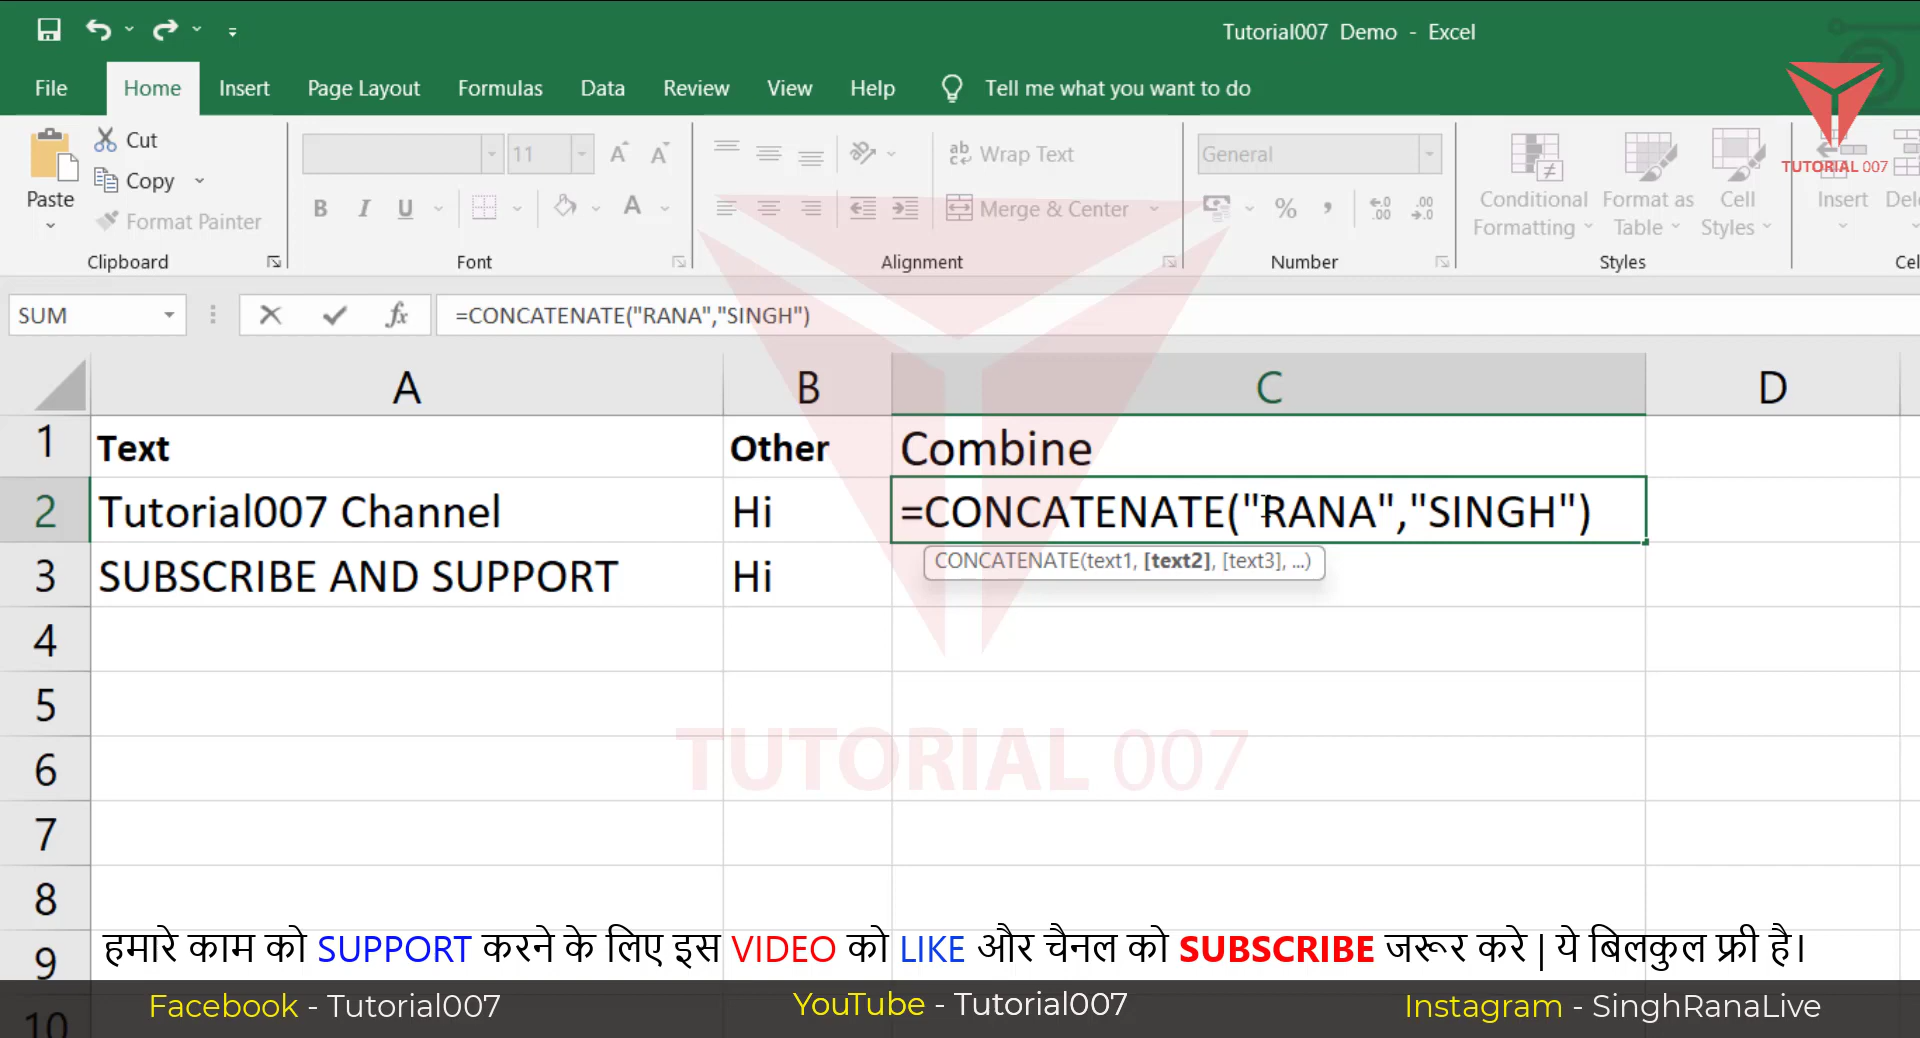 Tutorial007 Demo - Excel
File Home Insert Page Layout Formulas Data Review View Help Tell me what you want to do
Cut
Copy
Format Painter
Paste
Clipboard
11
B I U A
Font
ab Wrap Text
Merge & Center
Alignment
General
% ,
Number
Conditional Formatting
Format as Table
Cell Styles
Styles
Insert
TUTORIAL 007
SUM
fx
=CONCATENATE("RANA","SINGH")
A B C D
1 Text Other Combine
2 Tutorial007 Channel Hi =CONCATENATE("RANA","SINGH")
CONCATENATE(text1, [text2], [text3], ...)
3 SUBSCRIBE AND SUPPORT Hi
4
5
6
TUTORIAL 007
7
8
9
हमारे काम को SUPPORT करने के लिए इस VIDEO को LIKE और चैनल को SUBSCRIBE जरूर करे | ये बिलकुल फ्री है।
10
Facebook - Tutorial007 YouTube - Tutorial007 Instagram - SinghRanaLive